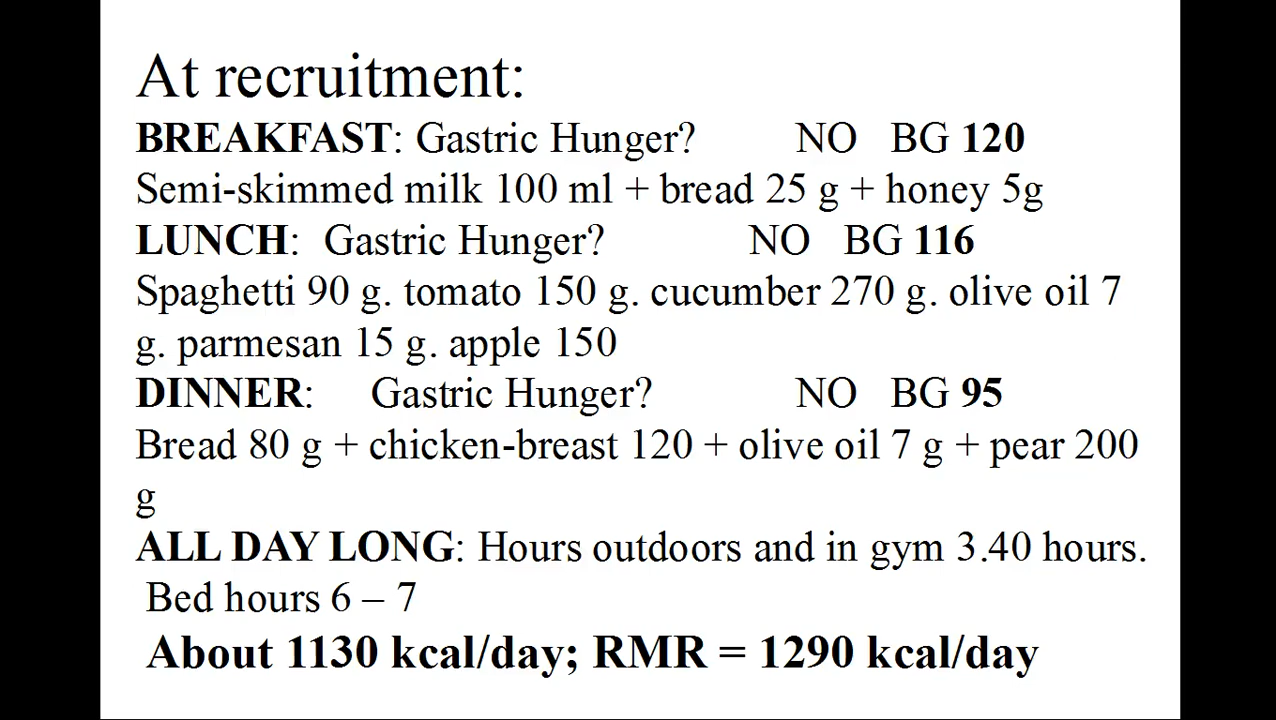 At recruitment:
BREAKFAST: Gastric Hunger? NO BG 120
Semi-skimmed milk 100 ml + bread 25 g + honey 5g
LUNCH: Gastric Hunger? NO BG 116
Spaghetti 90 g. tomato 150 g. cucumber 270 g. olive oil 7
g. parmesan 15 g. apple 150
DINNER: Gastric Hunger? NO BG 95
Bread 80 g + chicken-breast 120 + olive oil 7 g + pear 200
g
ALL DAY LONG: Hours outdoors and in gym 3.40 hours.
Bed hours 6 – 7
About 1130 kcal/day; RMR = 1290 kcal/day